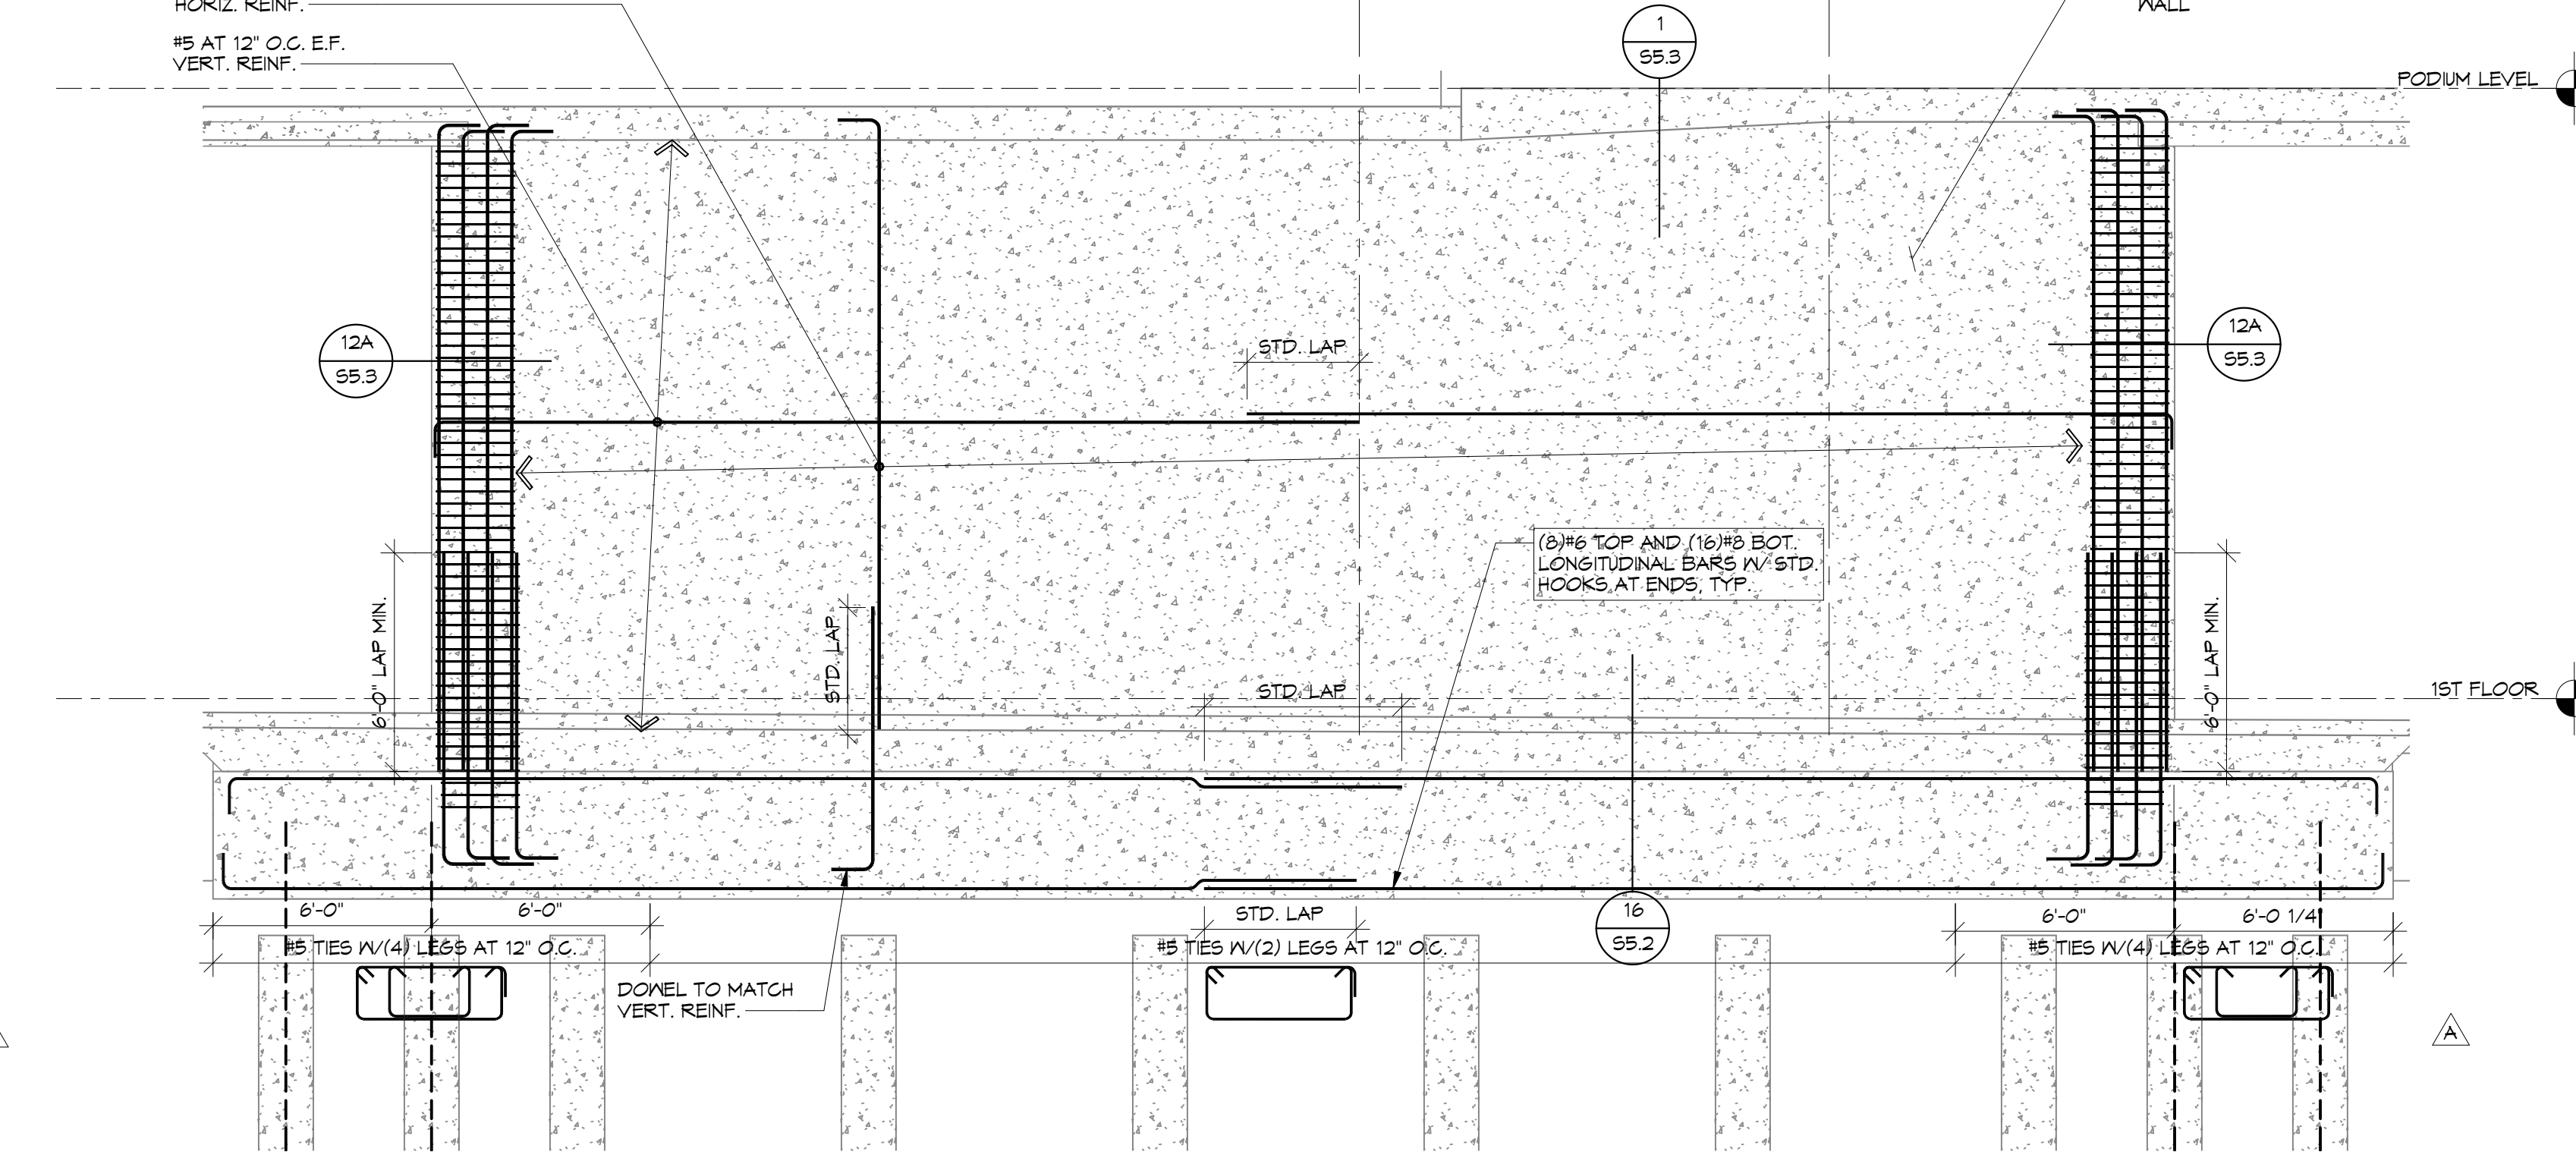 HORIZ. REINF.
WALL
#5 AT 12" O.C. E.F.
VERT. REINF.
1
S5.3
PODIUM LEVEL
12A
S5.3
STD. LAP
12A
S5.3
(8)#6 TOP AND (16)#8 BOT.
LONGITUDINAL BARS W/ STD.
HOOKS AT ENDS, TYP.
6'-0" LAP MIN.
STD. LAP
STD. LAP
6'-0" LAP MIN.
1ST FLOOR
6'-0"
6'-0"
STD. LAP
16
S5.2
6'-0"
6'-0 1/4"
#5 TIES W/(4) LEGS AT 12" O.C.
#5 TIES W/(2) LEGS AT 12" O.C.
#5 TIES W/(4) LEGS AT 12" O.C.
DOWEL TO MATCH
VERT. REINF.
A